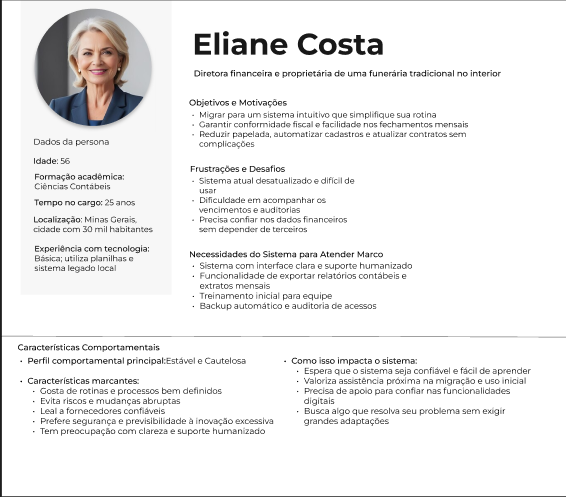 Eliane Costa
Diretora financeira e proprietária de uma funerária tradicional no interior
Dados da persona
Idade: 56
Formação acadêmica:
Ciências Contábeis
Tempo no cargo: 25 anos
Localização: Minas Gerais,
cidade com 30 mil habitantes
Experiência com tecnologia:
Básica; utiliza planilhas e
sistema legado local
Objetivos e Motivações
• Migrar para um sistema intuitivo que simplifique sua rotina
• Garantir conformidade fiscal e facilidade nos fechamentos mensais
• Reduzir papelada, automatizar cadastros e atualizar contratos sem
complicações
Frustrações e Desafios
• Sistema atual desatualizado e difícil de
usar
• Dificuldade em acompanhar os
vencimentos e auditorias
• Precisa confiar nos dados financeiros
sem depender de terceiros
Necessidades do Sistema para Atender Marco
• Sistema com interface clara e suporte humanizado
• Funcionalidade de exportar relatórios contábeis e
extratos mensais
• Treinamento inicial para equipe
• Backup automático e auditoria de acessos
Características Comportamentais
• Perfil comportamental principal:Estável e Cautelosa
• Características marcantes:
• Gosta de rotinas e processos bem definidos
• Evita riscos e mudanças abruptas
• Leal a fornecedores confiáveis
• Prefere segurança e previsibilidade à inovação excessiva
• Tem preocupação com clareza e suporte humanizado
• Como isso impacta o sistema:
• Espera que o sistema seja confiável e fácil de aprender
• Valoriza assistência próxima na migração e uso inicial
• Precisa de apoio para confiar nas funcionalidades
digitais
• Busca algo que resolva seu problema sem exigir
grandes adaptações